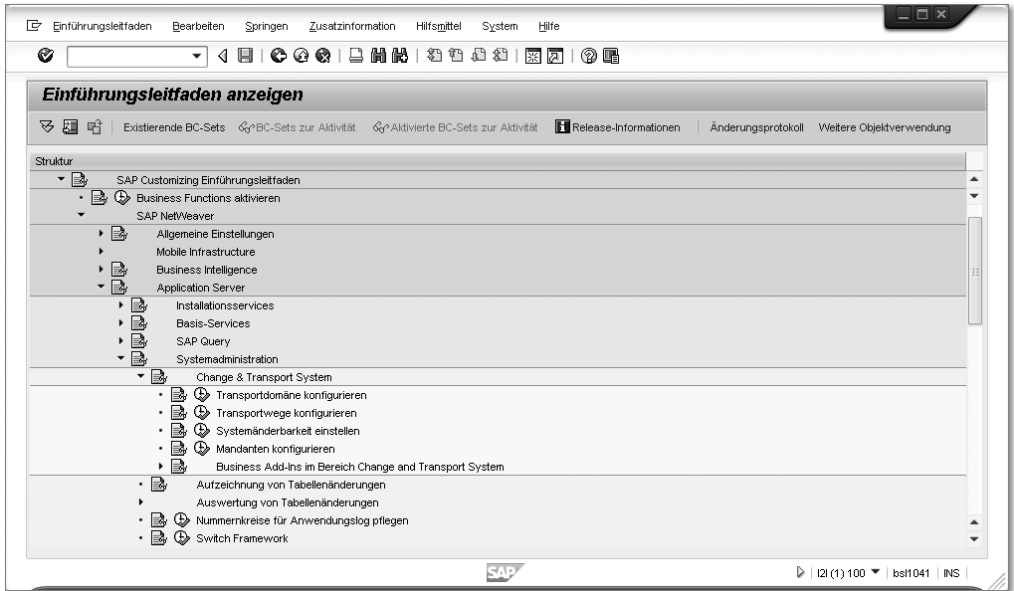 Einführungsleitfaden Bearbeiten Springen Zusatzinformation Hilfsmittel System Hilfe
Einführungsleitfaden anzeigen
Existierende BC-Sets BC-Sets zur Aktivität Aktivierte BC-Sets zur Aktivität Release-Informationen Änderungsprotokoll Weitere Objektverwendung
Struktur
SAP Customizing Einführungsleitfaden
Business Functions aktivieren
SAP NetWeaver
Allgemeine Einstellungen
Mobile Infrastructure
Business Intelligence
Application Server
Installationsservices
Basis-Services
SAP Query
Systemadministration
Change & Transport System
Transportdomäne konfigurieren
Transportwege konfigurieren
Systemänderbarkeit einstellen
Mandanten konfigurieren
Business Add-Ins im Bereich Change and Transport System
Aufzeichnung von Tabellenänderungen
Auswertung von Tabellenänderungen
Nummernkreise für Anwendungslog pflegen
Switch Framework
SAP I2I (1) 100 bsl1041 INS